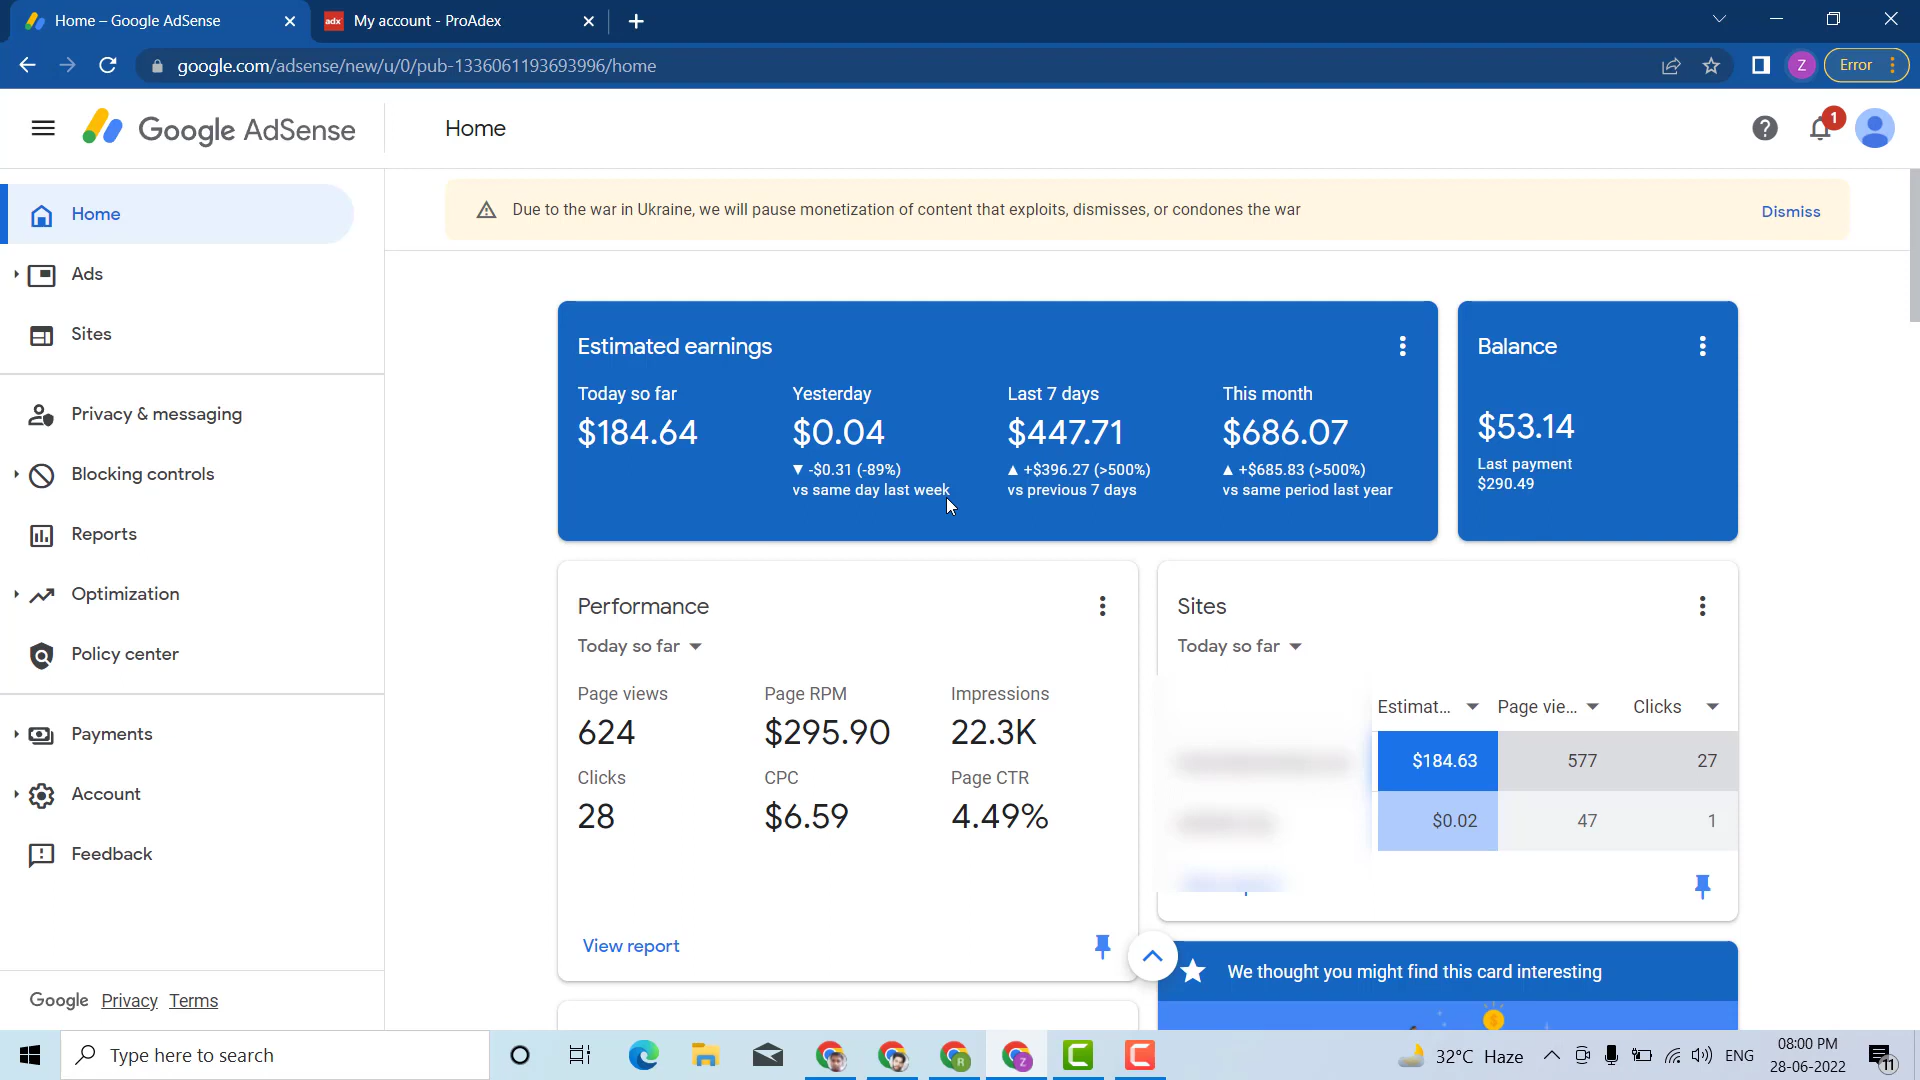 Home – Google AdSense
adx
My account - ProAdex
google.com/adsense/new/u/0/pub-1336061193693996/home
Z
Error
Google AdSense
Home
1
Due to the war in Ukraine, we will pause monetization of content that exploits, dismisses, or condones the war
Dismiss
Home
Ads
Sites
Privacy & messaging
Blocking controls
Reports
Optimization
Policy center
Payments
Account
Feedback
Google Privacy Terms
Estimated earnings
Today so far
$184.64
Yesterday
$0.04
-$0.31 (-89%)
vs same day last week
Last 7 days
$447.71
+$396.27 (>500%)
vs previous 7 days
This month
$686.07
+$685.83 (>500%)
vs same period last year
Balance
$53.14
Last payment
$290.49
Performance
Today so far
Page views
624
Page RPM
$295.90
Impressions
22.3K
Clicks
28
CPC
$6.59
Page CTR
4.49%
View report
Sites
Today so far
Estimat... Page vie... Clicks
$184.63 577 27
$0.02 47 1
We thought you might find this card interesting
Type here to search
R
Z
32°C Haze
ENG
08:00 PM
28-06-2022
11